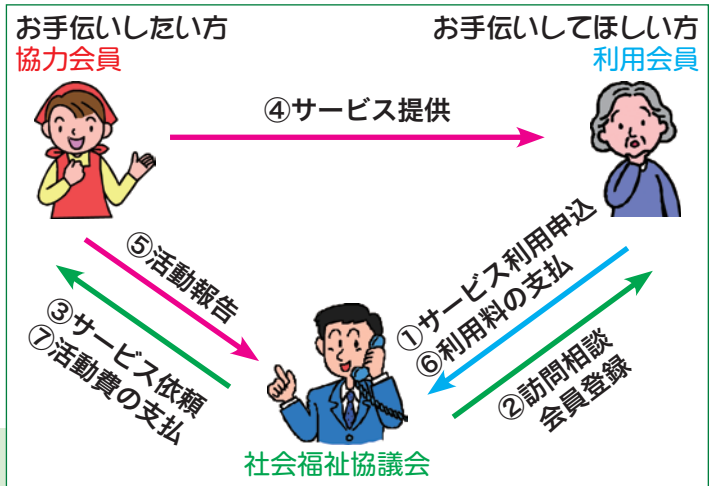 お手伝いしたい方
協力会員
お手伝いしてほしい方
利用会員
④サービス提供
⑤活動報告
③サービス依頼
⑦活動費の支払
①サービス利用申込
⑥利用料の支払
②訪問相談
会員登録
社会福祉協議会